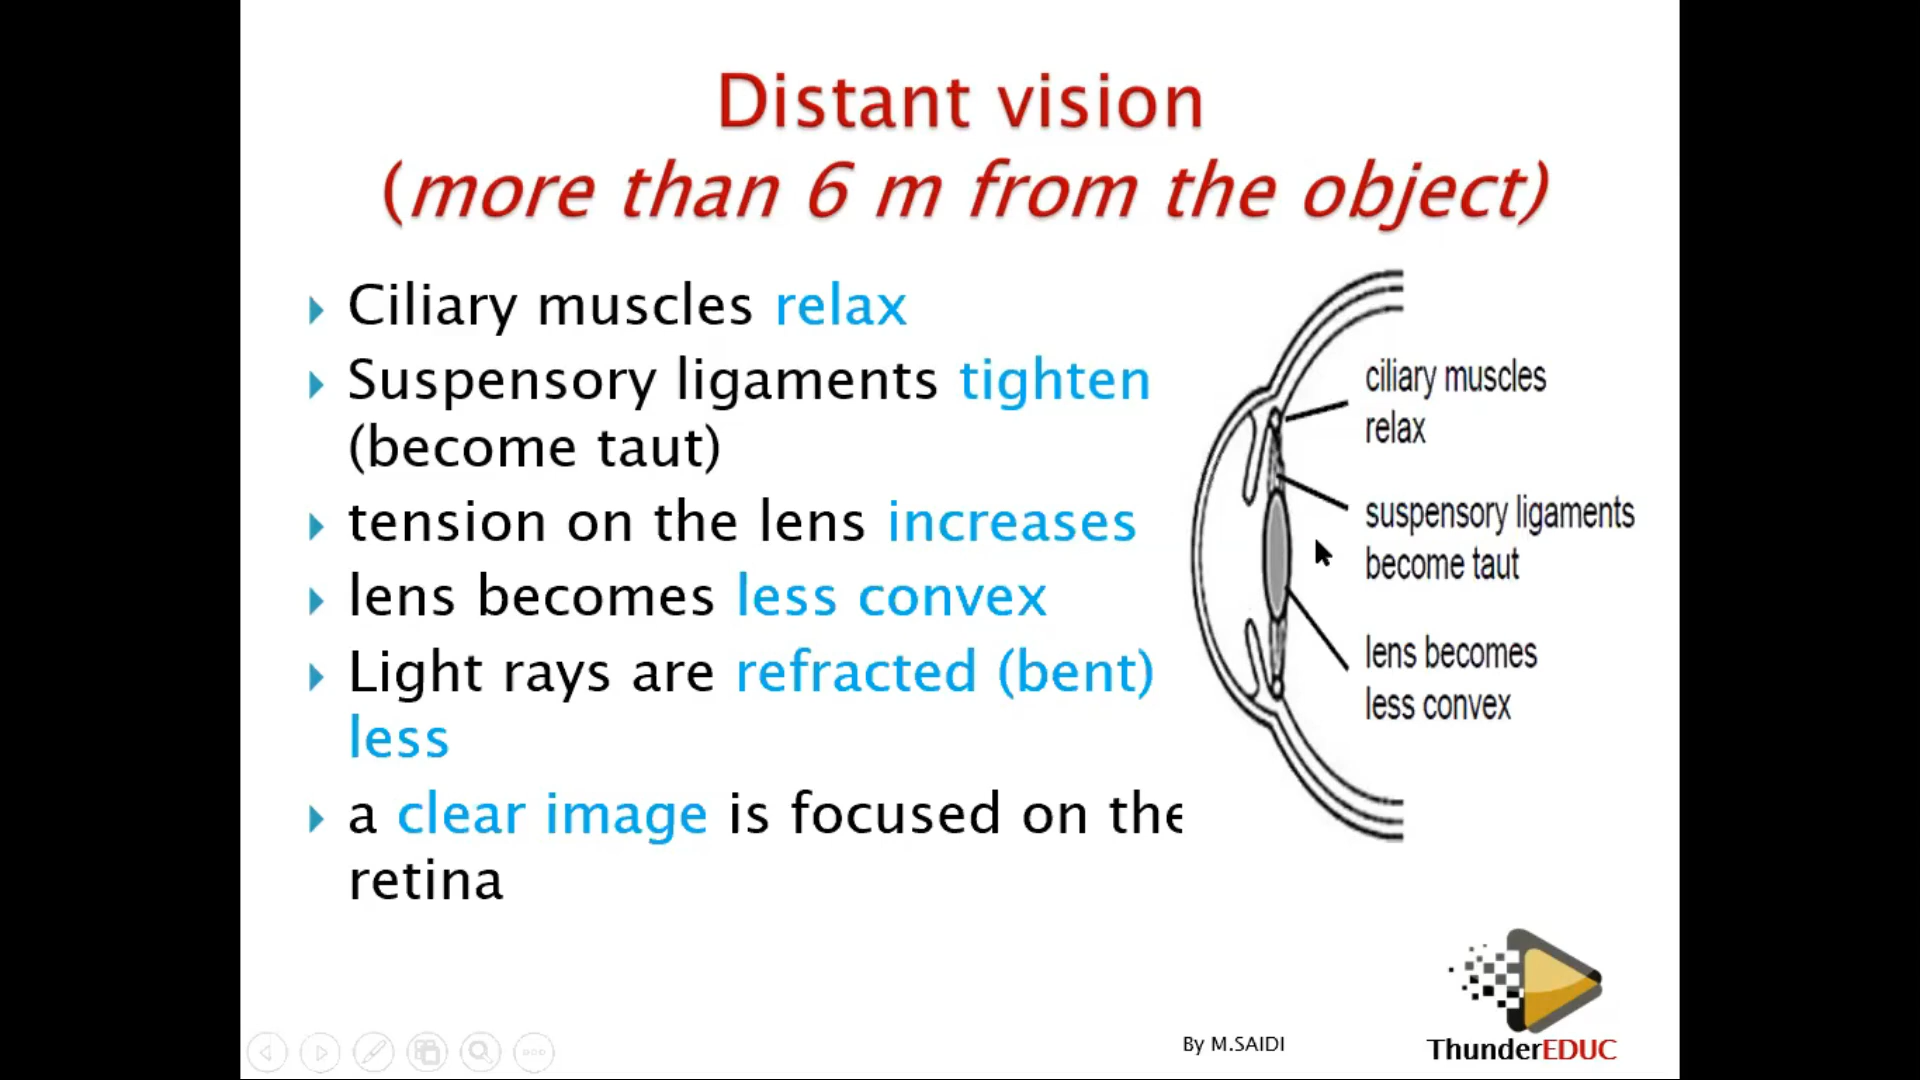 Distant vision
(more than 6 m from the object)
Ciliary muscles relax
Suspensory ligaments tighten
(become taut)
tension on the lens increases
lens becomes less convex
Light rays are refracted (bent)
less
a clear image is focused on the
retina
ciliary muscles
relax
suspensory ligaments
become taut
lens becomes
less convex
By M.SAIDI
ThunderEDUC